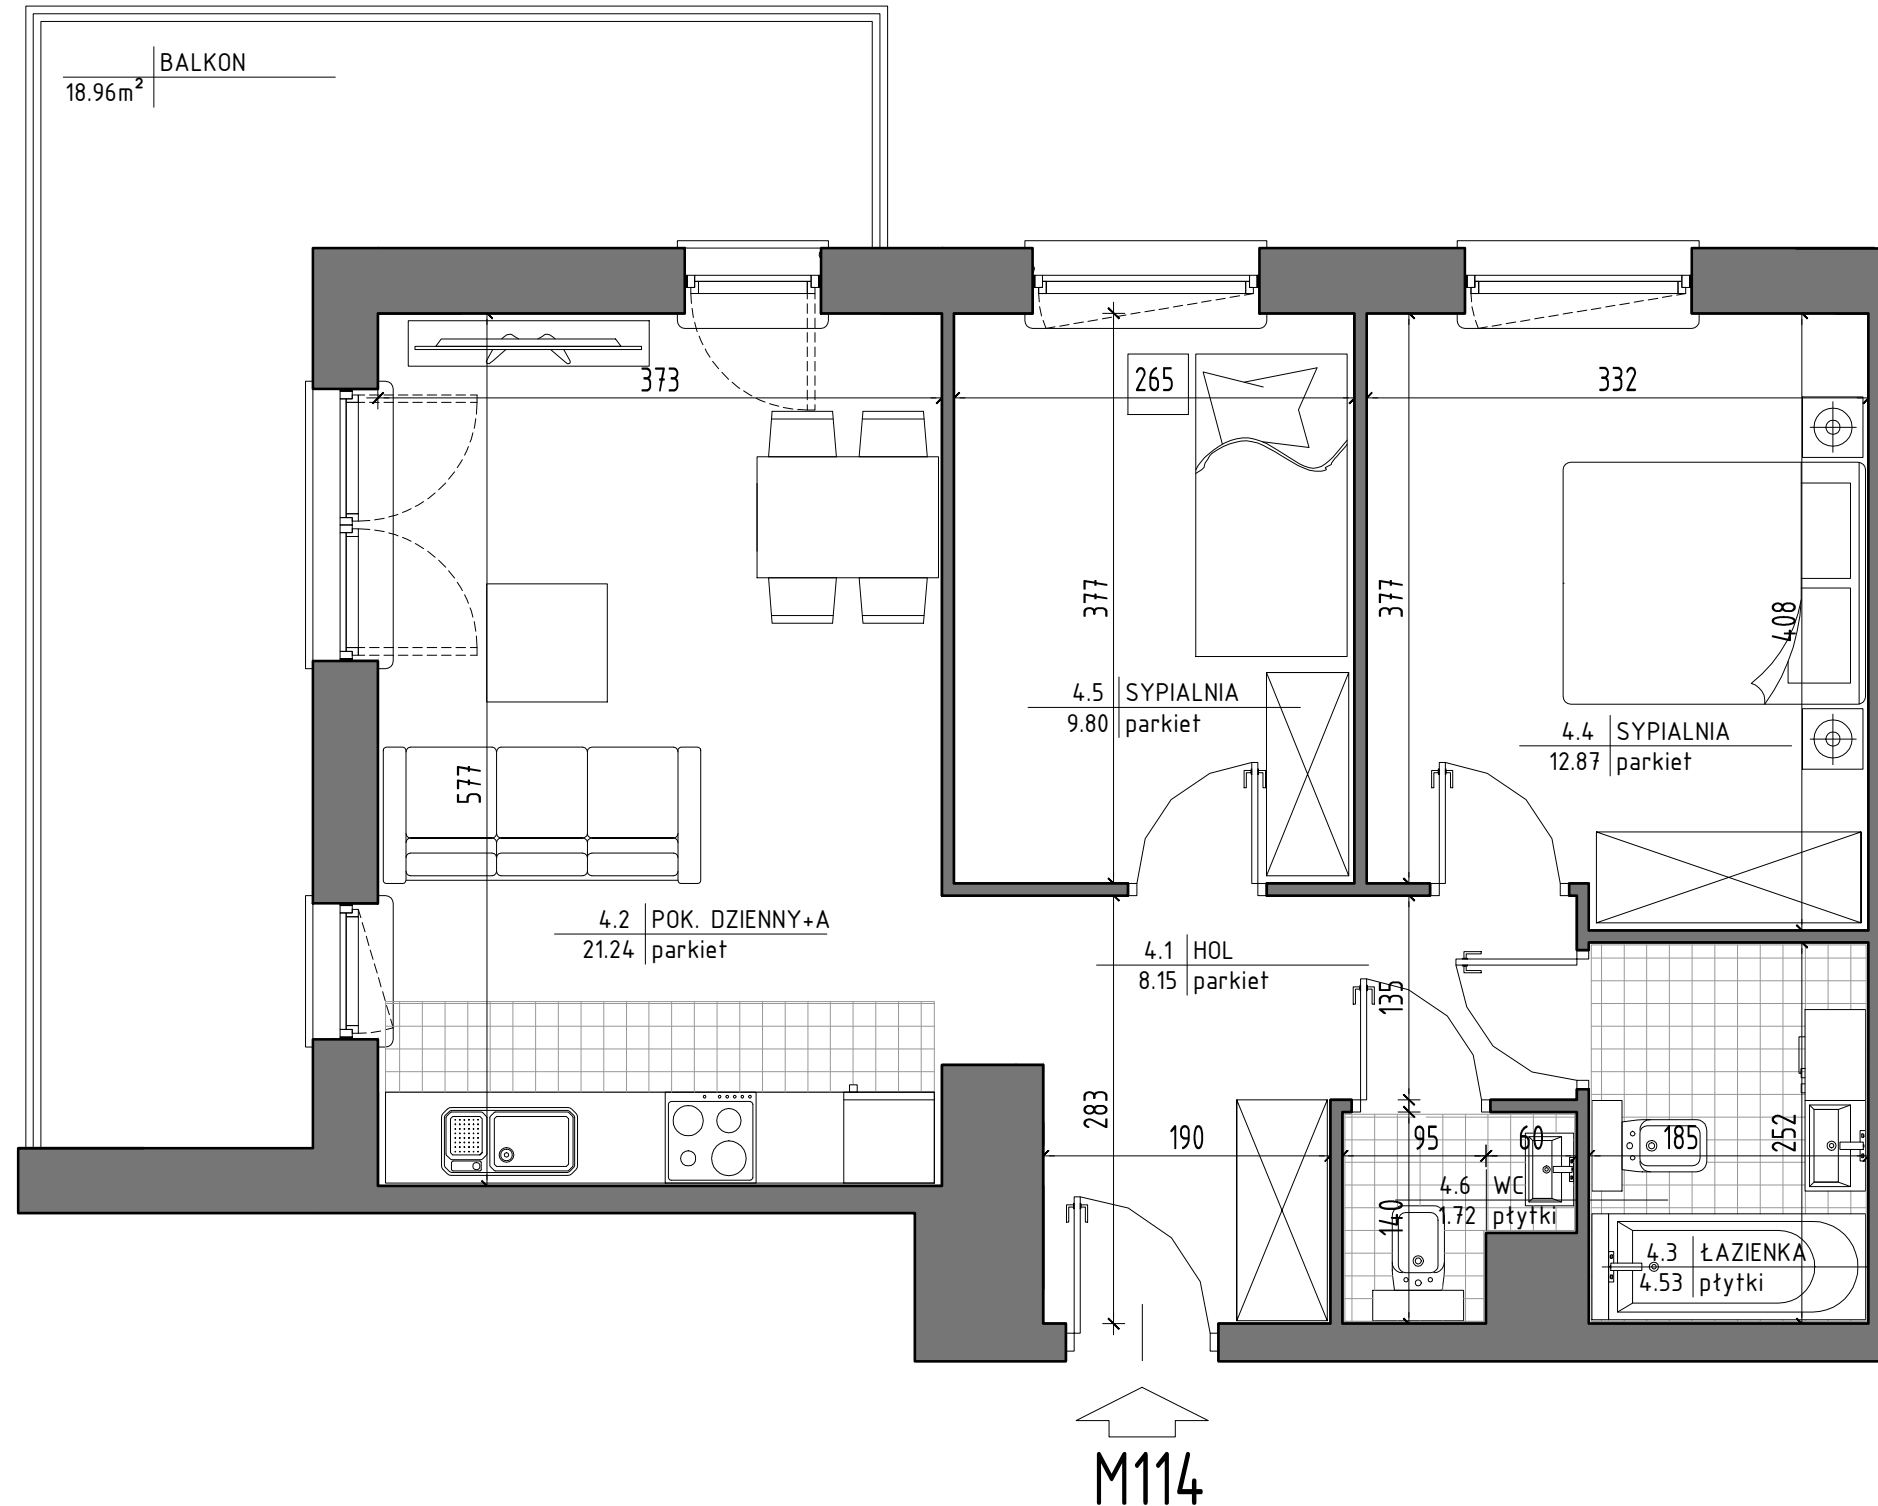 BALKON
18.96m²
373
265
332
377
377
408
4.5 SYPIALNIA
9.80 parkiet
4.4 SYPIALNIA
12.87 parkiet
577
4.2 POK. DZIENNY+A
21.24 parkiet
4.1 HOL
8.15 parkiet
135
283
190
95
60
185
252
4.6 WC
1.72 płytki
140
4.3 ŁAZIENKA
4.53 płytki
M114